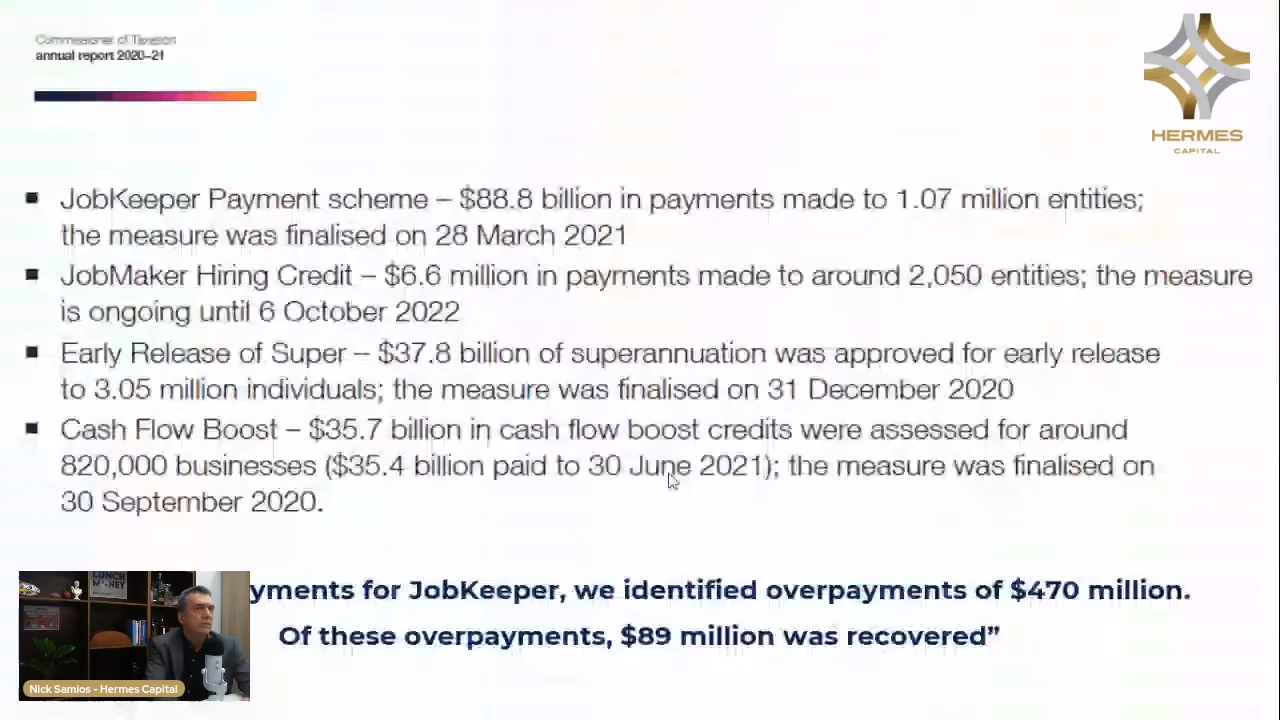 Commissioner of Taxation
annual report 2020–21
HERMES
CAPITAL
JobKeeper Payment scheme – $88.8 billion in payments made to 1.07 million entities;
the measure was finalised on 28 March 2021
JobMaker Hiring Credit – $6.6 million in payments made to around 2,050 entities; the measure
is ongoing until 6 October 2022
Early Release of Super – $37.8 billion of superannuation was approved for early release
to 3.05 million individuals; the measure was finalised on 31 December 2020
Cash Flow Boost – $35.7 billion in cash flow boost credits were assessed for around
820,000 businesses ($35.4 billion paid to 30 June 2021); the measure was finalised on
30 September 2020.
yments for JobKeeper, we identified overpayments of $470 million.
Of these overpayments, $89 million was recovered”
LUNCH
MONEY
Nick Samios - Hermes Capital